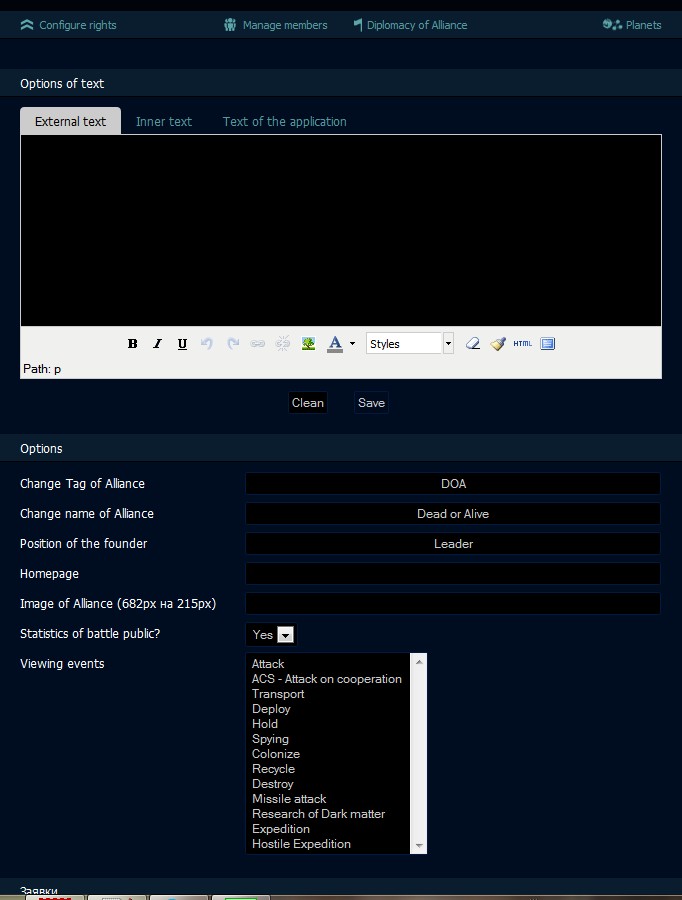 Configure rights
Manage members
Diplomacy of Alliance
Planets
Options of text
External text
Inner text
Text of the application
B I U
A
Styles
HTML
Path: p
Clean
Save
Options
Change Tag of Alliance
DOA
Change name of Alliance
Dead or Alive
Position of the founder
Leader
Homepage
Image of Alliance (682px на 215px)
Statistics of battle public?
Yes
Viewing events
Attack
ACS - Attack on cooperation
Transport
Deploy
Hold
Spying
Colonize
Recycle
Destroy
Missile attack
Research of Dark matter
Expedition
Hostile Expedition
Заявки